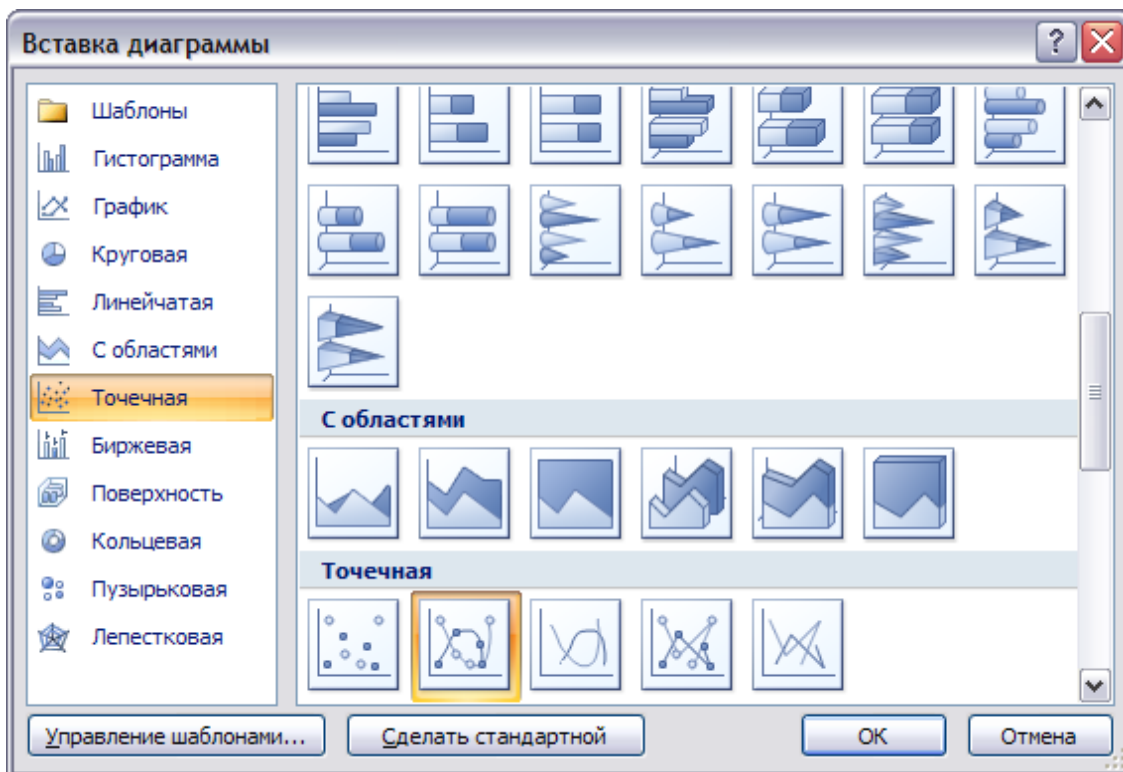 Вставка диаграммы
Шаблоны
Гистограмма
График
Круговая
Линейчатая
С областями
Точечная
Биржевая
Поверхность
Кольцевая
Пузырьковая
Лепестковая
С областями
Точечная
Управление шаблонами...
Сделать стандартной
ОК
Отмена